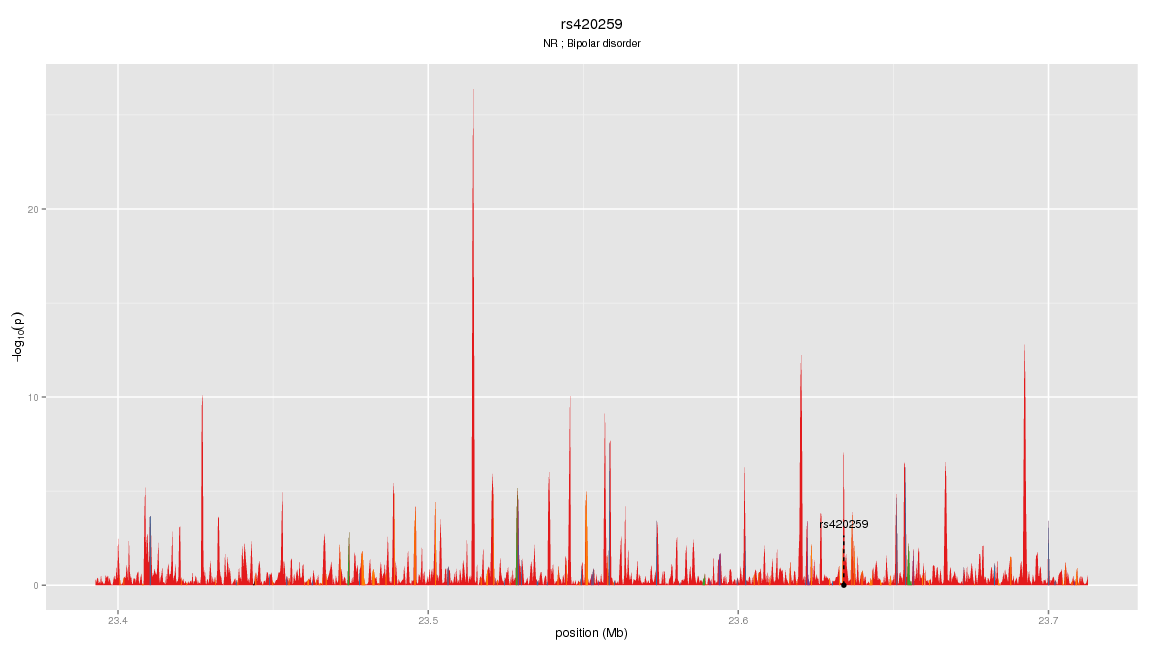 rs420259
NR ; Bipolar disorder
−log10(p)
20
10
0
rs420259
23.4
23.5
23.6
23.7
position (Mb)